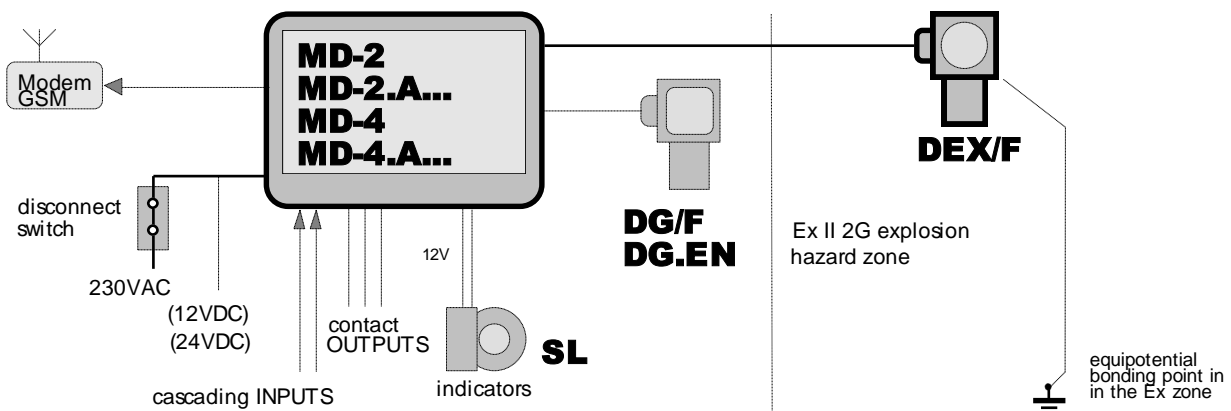 Modem
GSM
MD-2
MD-2.A...
MD-4
MD-4.A...
DEX/F
disconnect
switch
230VAC
(12VDC)
(24VDC)
cascading INPUTS
contact
OUTPUTS
12V
indicators
SL
DG/F
DG.EN
Ex II 2G explosion
hazard zone
equipotential
bonding point in
in the Ex zone